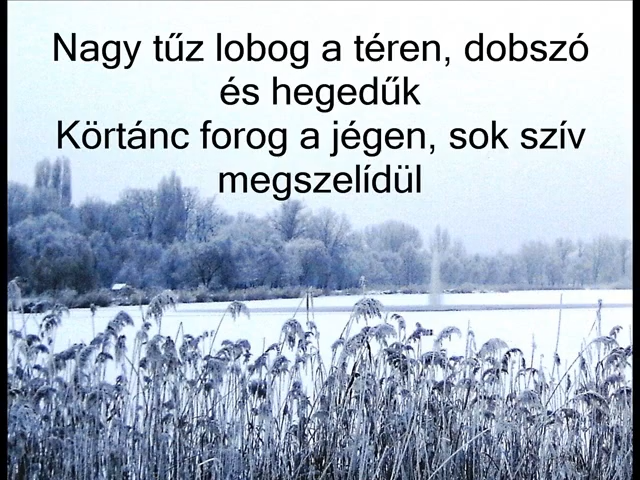 Nagy tűz lobog a téren, dobszó
és hegedűk
Körtánc forog a jégen, sok szív
megszelídül